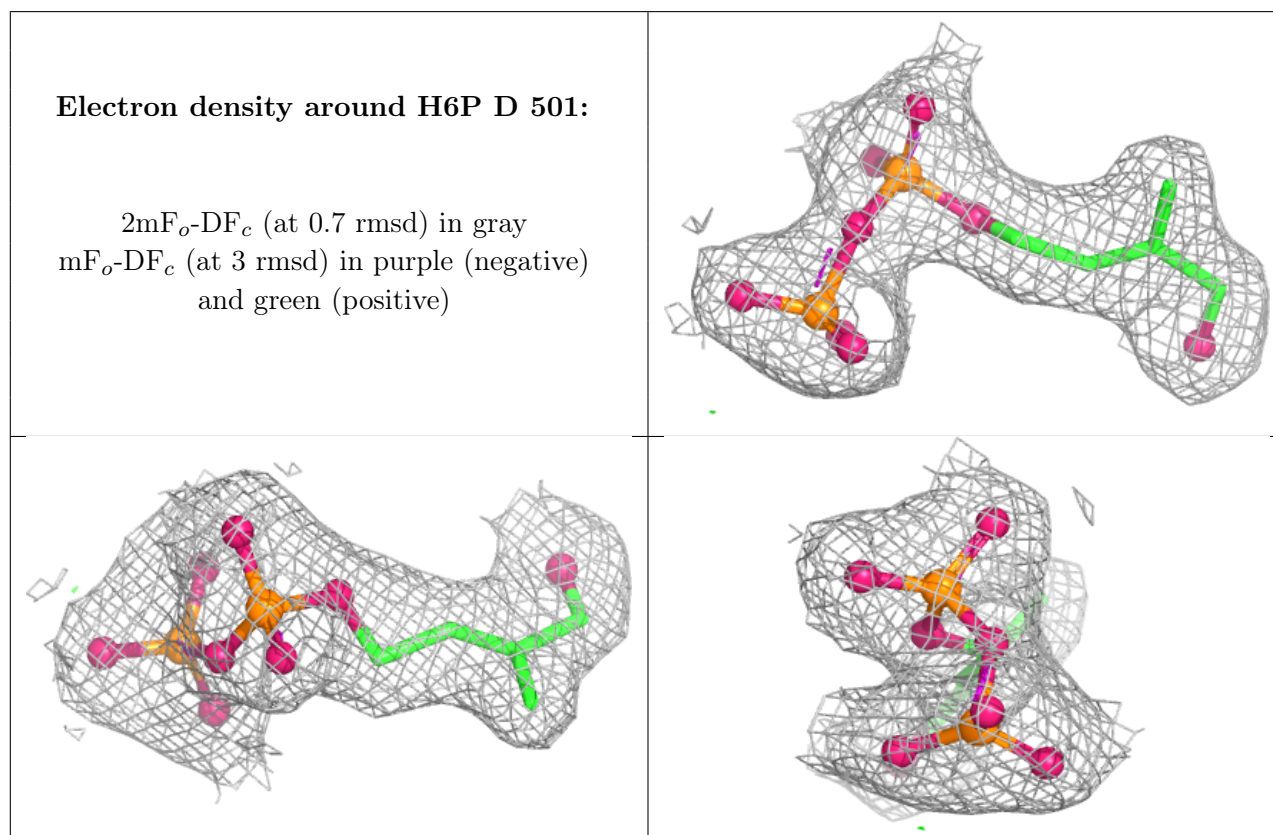 Electron density around H6P D 501:
2mFo-DFc (at 0.7 rmsd) in gray
mFo-DFc (at 3 rmsd) in purple (negative)
and green (positive)